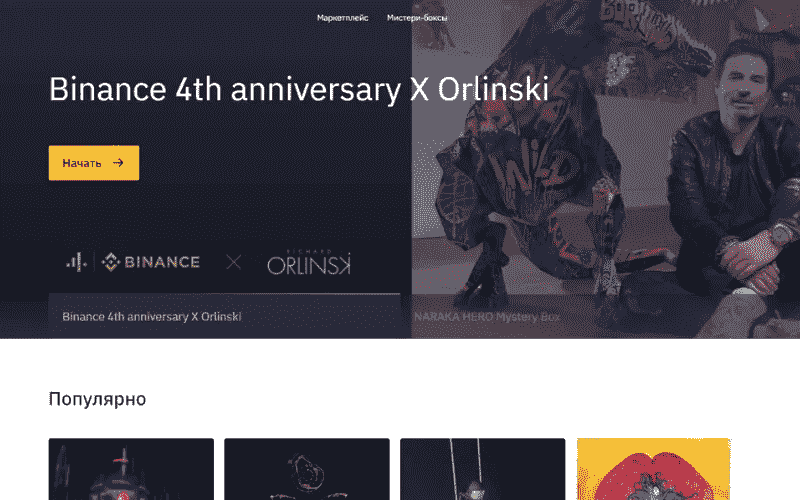 Маркетплейс Мистери-боксы
Binance 4th anniversary X Orlinski
Начать
BINANCE X RICHARD ORLINSKI
Binance 4th anniversary X Orlinski
NARAKA HERO Mystery Box
WiLD
Популярно